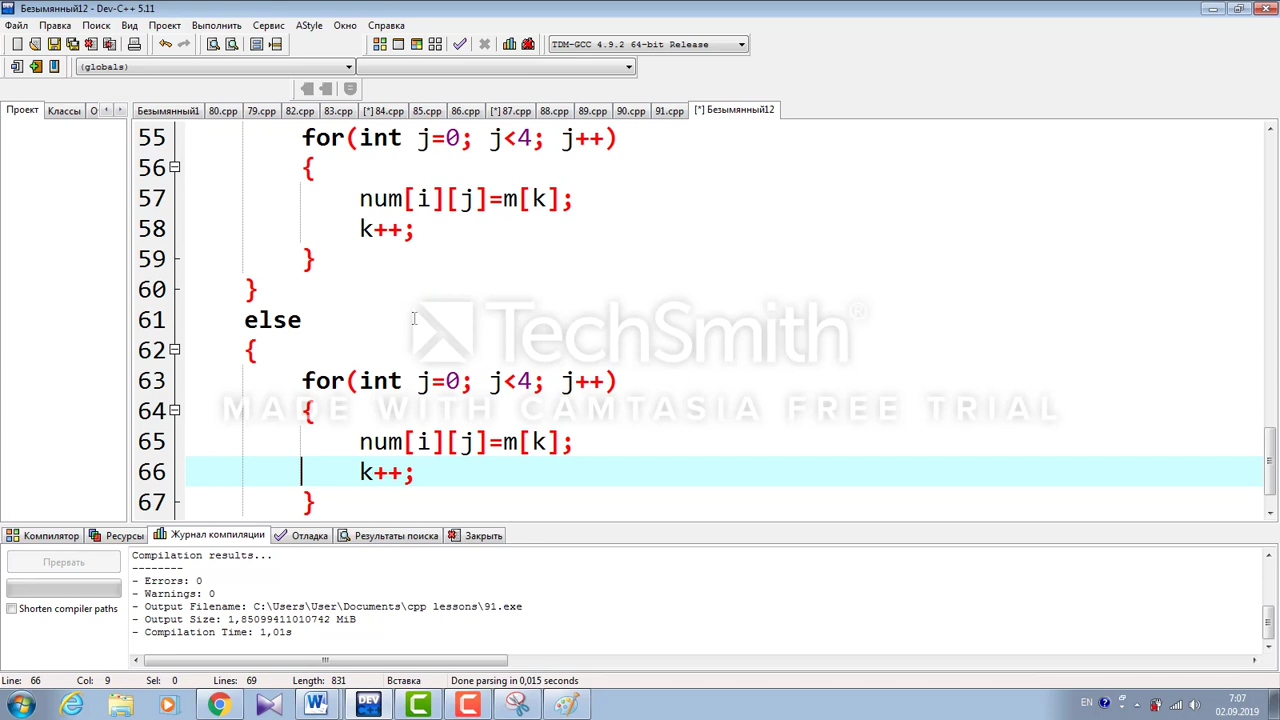 Безымянный12 - Dev-C++ 5.11
Файл Правка Поиск Вид Проект Выполнить Сервис AStyle Окно Справка
TDM-GCC 4.9.2 64-bit Release
(globals)
Проект Классы О
Безымянный1 80.cpp 79.cpp 82.cpp 83.cpp [*] 84.cpp 85.cpp 86.cpp [*] 87.cpp 88.cpp 89.cpp 90.cpp 91.cpp [*] Безымянный12
55 for(int j=0; j<4; j++)
56 {
57 num[i][j]=m[k];
58 k++;
59 }
60 }
61 else
62 {
63 for(int j=0; j<4; j++)
64 {
65 num[i][j]=m[k];
66 k++;
67 }
TechSmith
MADE WITH CAMTASIA FREE TRIAL
Компилятор Ресурсы Журнал компиляции Отладка Результаты поиска Закрыть
Прервать
Shorten compiler paths
Compilation results...
--------
- Errors: 0
- Warnings: 0
- Output Filename: C:\Users\User\Documents\cpp lessons\91.exe
- Output Size: 1,85099411010742 MiB
- Compilation Time: 1,01s
Line: 66 Col: 9 Sel: 0 Lines: 69 Length: 831 Вставка Done parsing in 0,015 seconds
EN
7:07
02.09.2019